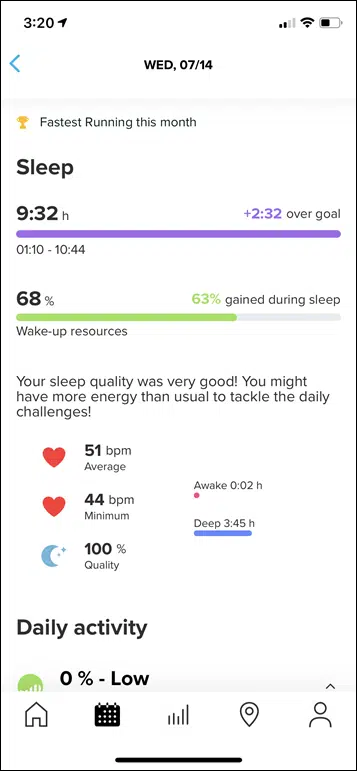 3:20
WED, 07/14
Fastest Running this month
Sleep
9:32 h
+2:32 over goal
01:10 - 10:44
68 %
63% gained during sleep
Wake-up resources
Your sleep quality was very good! You might
have more energy than usual to tackle the daily
challenges!
51 bpm
Average
44 bpm
Minimum
100 %
Quality
Awake 0:02 h
Deep 3:45 h
Daily activity
0 % - Low